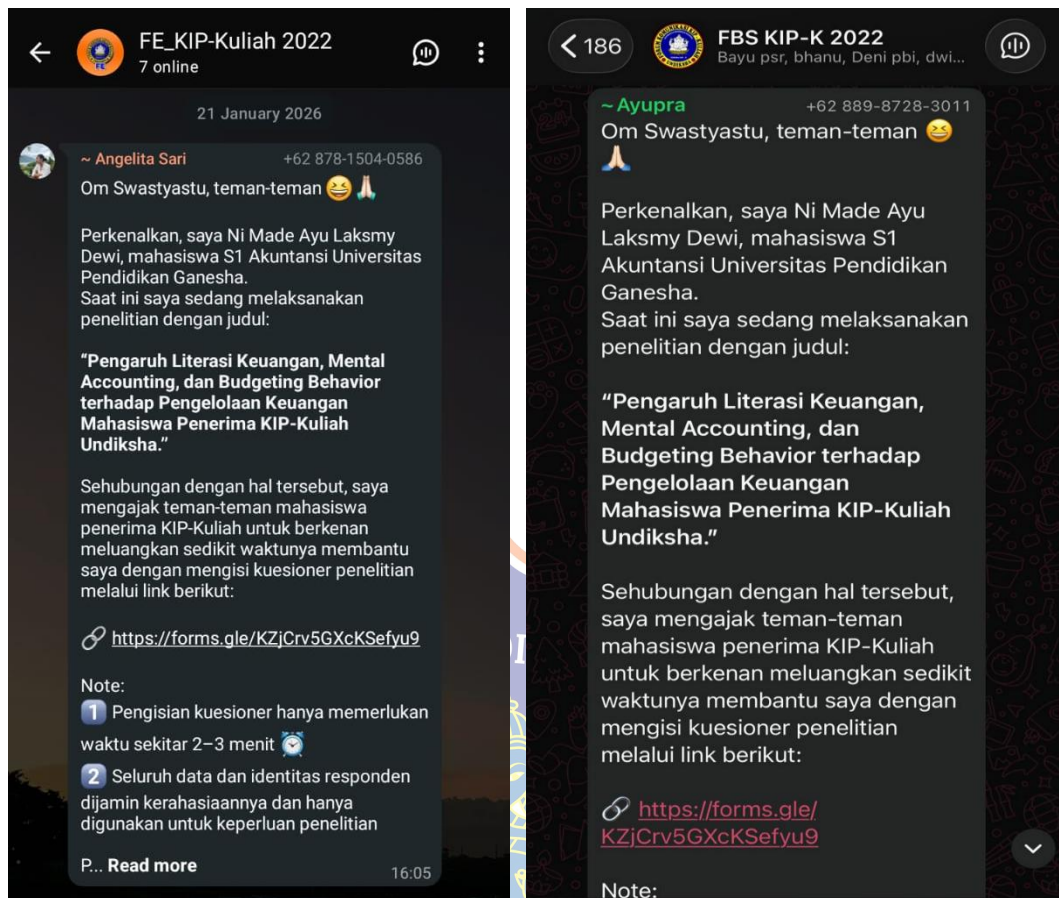 FE_KIP-Kuliah 2022
7 online
21 January 2026
~ Angelita Sari +62 878-1504-0586
Om Swastyastu, teman-teman 😆🙏🏻
Perkenalkan, saya Ni Made Ayu Laksmy
Dewi, mahasiswa S1 Akuntansi Universitas
Pendidikan Ganesha.
Saat ini saya sedang melaksanakan
penelitian dengan judul:
“Pengaruh Literasi Keuangan, Mental
Accounting, dan Budgeting Behavior
terhadap Pengelolaan Keuangan
Mahasiswa Penerima KIP-Kuliah
Undiksha.”
Sehubungan dengan hal tersebut, saya
mengajak teman-teman mahasiswa
penerima KIP-Kuliah untuk berkenan
meluangkan sedikit waktunya membantu
saya dengan mengisi kuesioner penelitian
melalui link berikut:
🔗 https://forms.gle/KZjCrv5GXcKSefyu9
Note:
1️⃣ Pengisian kuesioner hanya memerlukan
waktu sekitar 2–3 menit ⏰
2️⃣ Seluruh data dan identitas responden
dijamin kerahasiaannya dan hanya
digunakan untuk keperluan penelitian
P... Read more
16:05
186
FBS KIP-K 2022
Bayu psr, bhanu, Deni pbi, dwi...
~ Ayupra +62 889-8728-3011
Om Swastyastu, teman-teman 😆
🙏🏻
Perkenalkan, saya Ni Made Ayu
Laksmy Dewi, mahasiswa S1
Akuntansi Universitas Pendidikan
Ganesha.
Saat ini saya sedang melaksanakan
penelitian dengan judul:
“Pengaruh Literasi Keuangan,
Mental Accounting, dan
Budgeting Behavior terhadap
Pengelolaan Keuangan
Mahasiswa Penerima KIP-Kuliah
Undiksha.”
Sehubungan dengan hal tersebut,
saya mengajak teman-teman
mahasiswa penerima KIP-Kuliah
untuk berkenan meluangkan sedikit
waktunya membantu saya dengan
mengisi kuesioner penelitian
melalui link berikut:
🔗 https://forms.gle/
KZjCrv5GXcKSefyu9
Note: